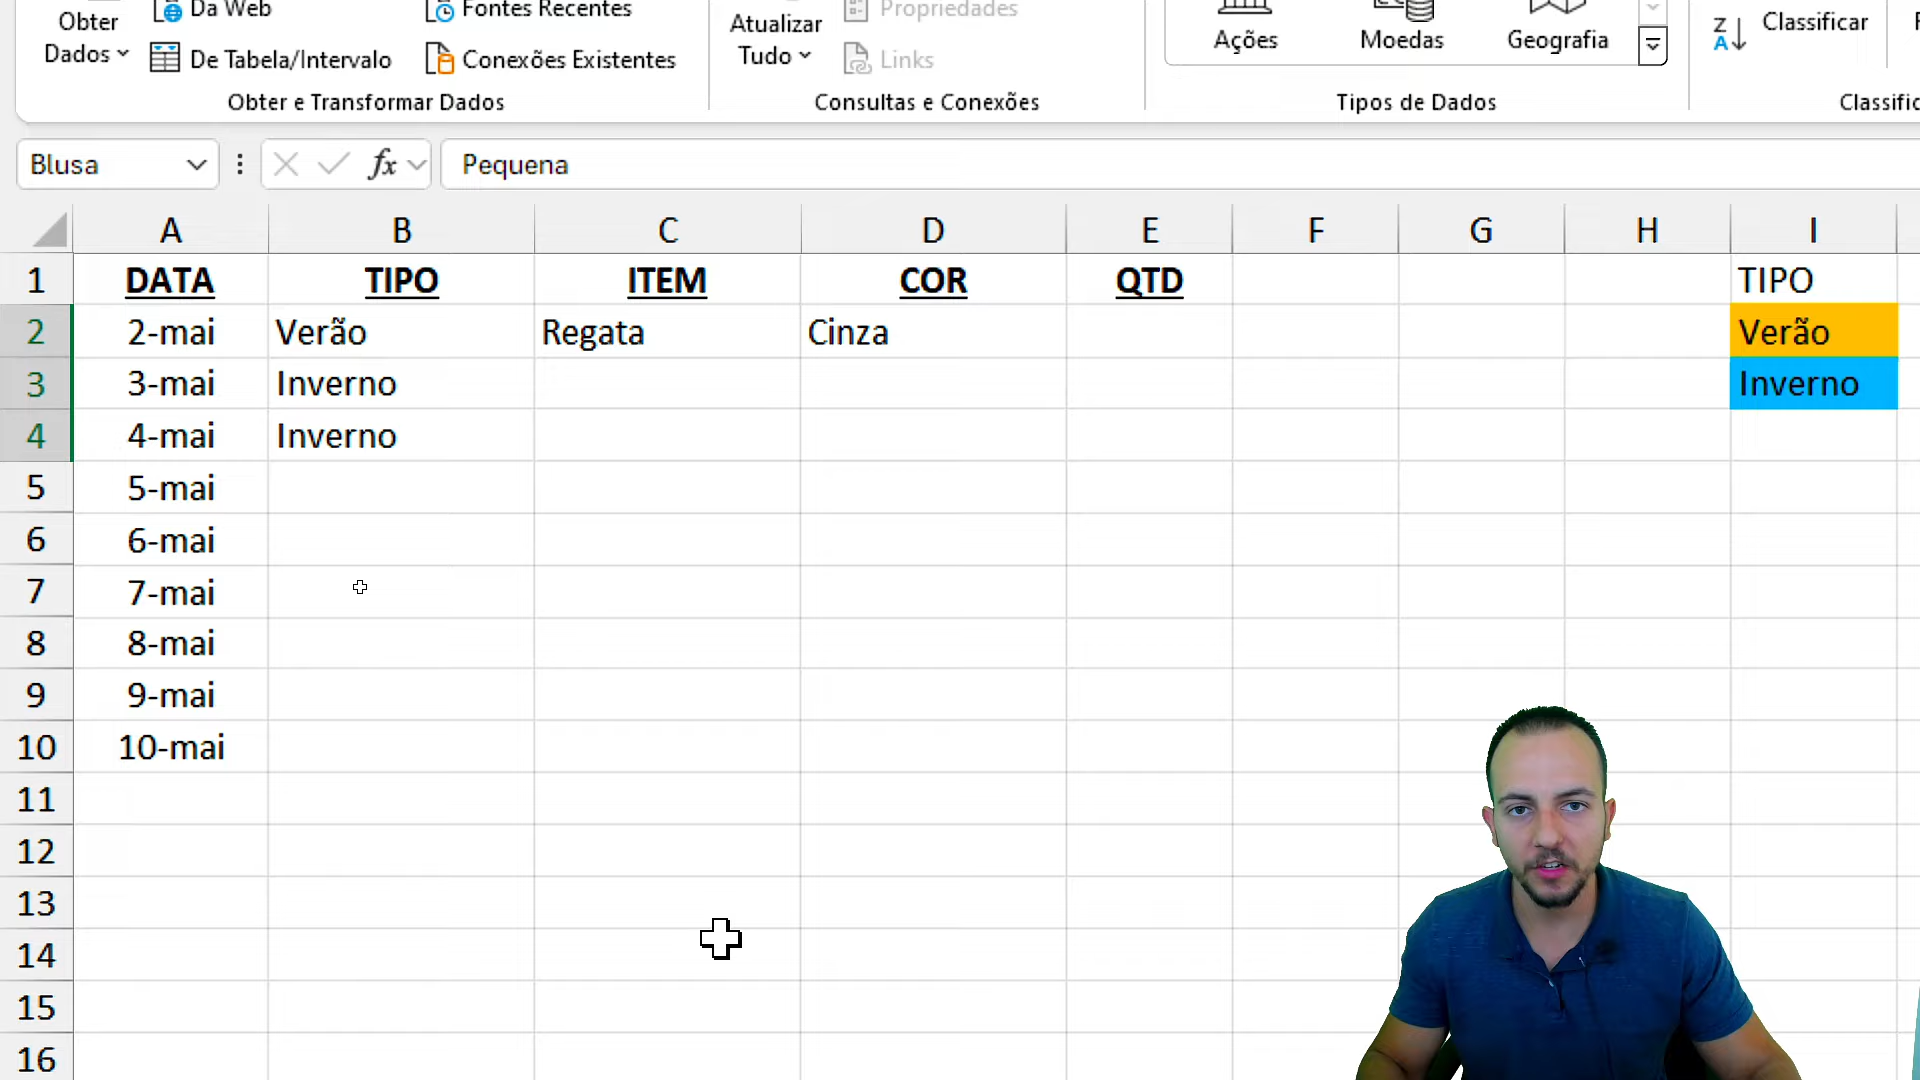 Obter
Dados
Da Web
De Tabela/Intervalo
Fontes Recentes
Conexões Existentes
Obter e Transformar Dados
Atualizar
Tudo
Propriedades
Links
Consultas e Conexões
Ações
Moedas
Geografia
Tipos de Dados
Z
A
Classificar
Blusa
fx
Pequena
A B C D E F G H I
1 DATA TIPO ITEM COR QTD TIPO
2 2-mai Verão Regata Cinza Verão
3 3-mai Inverno Inverno
4 4-mai Inverno
5 5-mai
6 6-mai
7 7-mai
8 8-mai
9 9-mai
10 10-mai
11
12
13
14
15
16